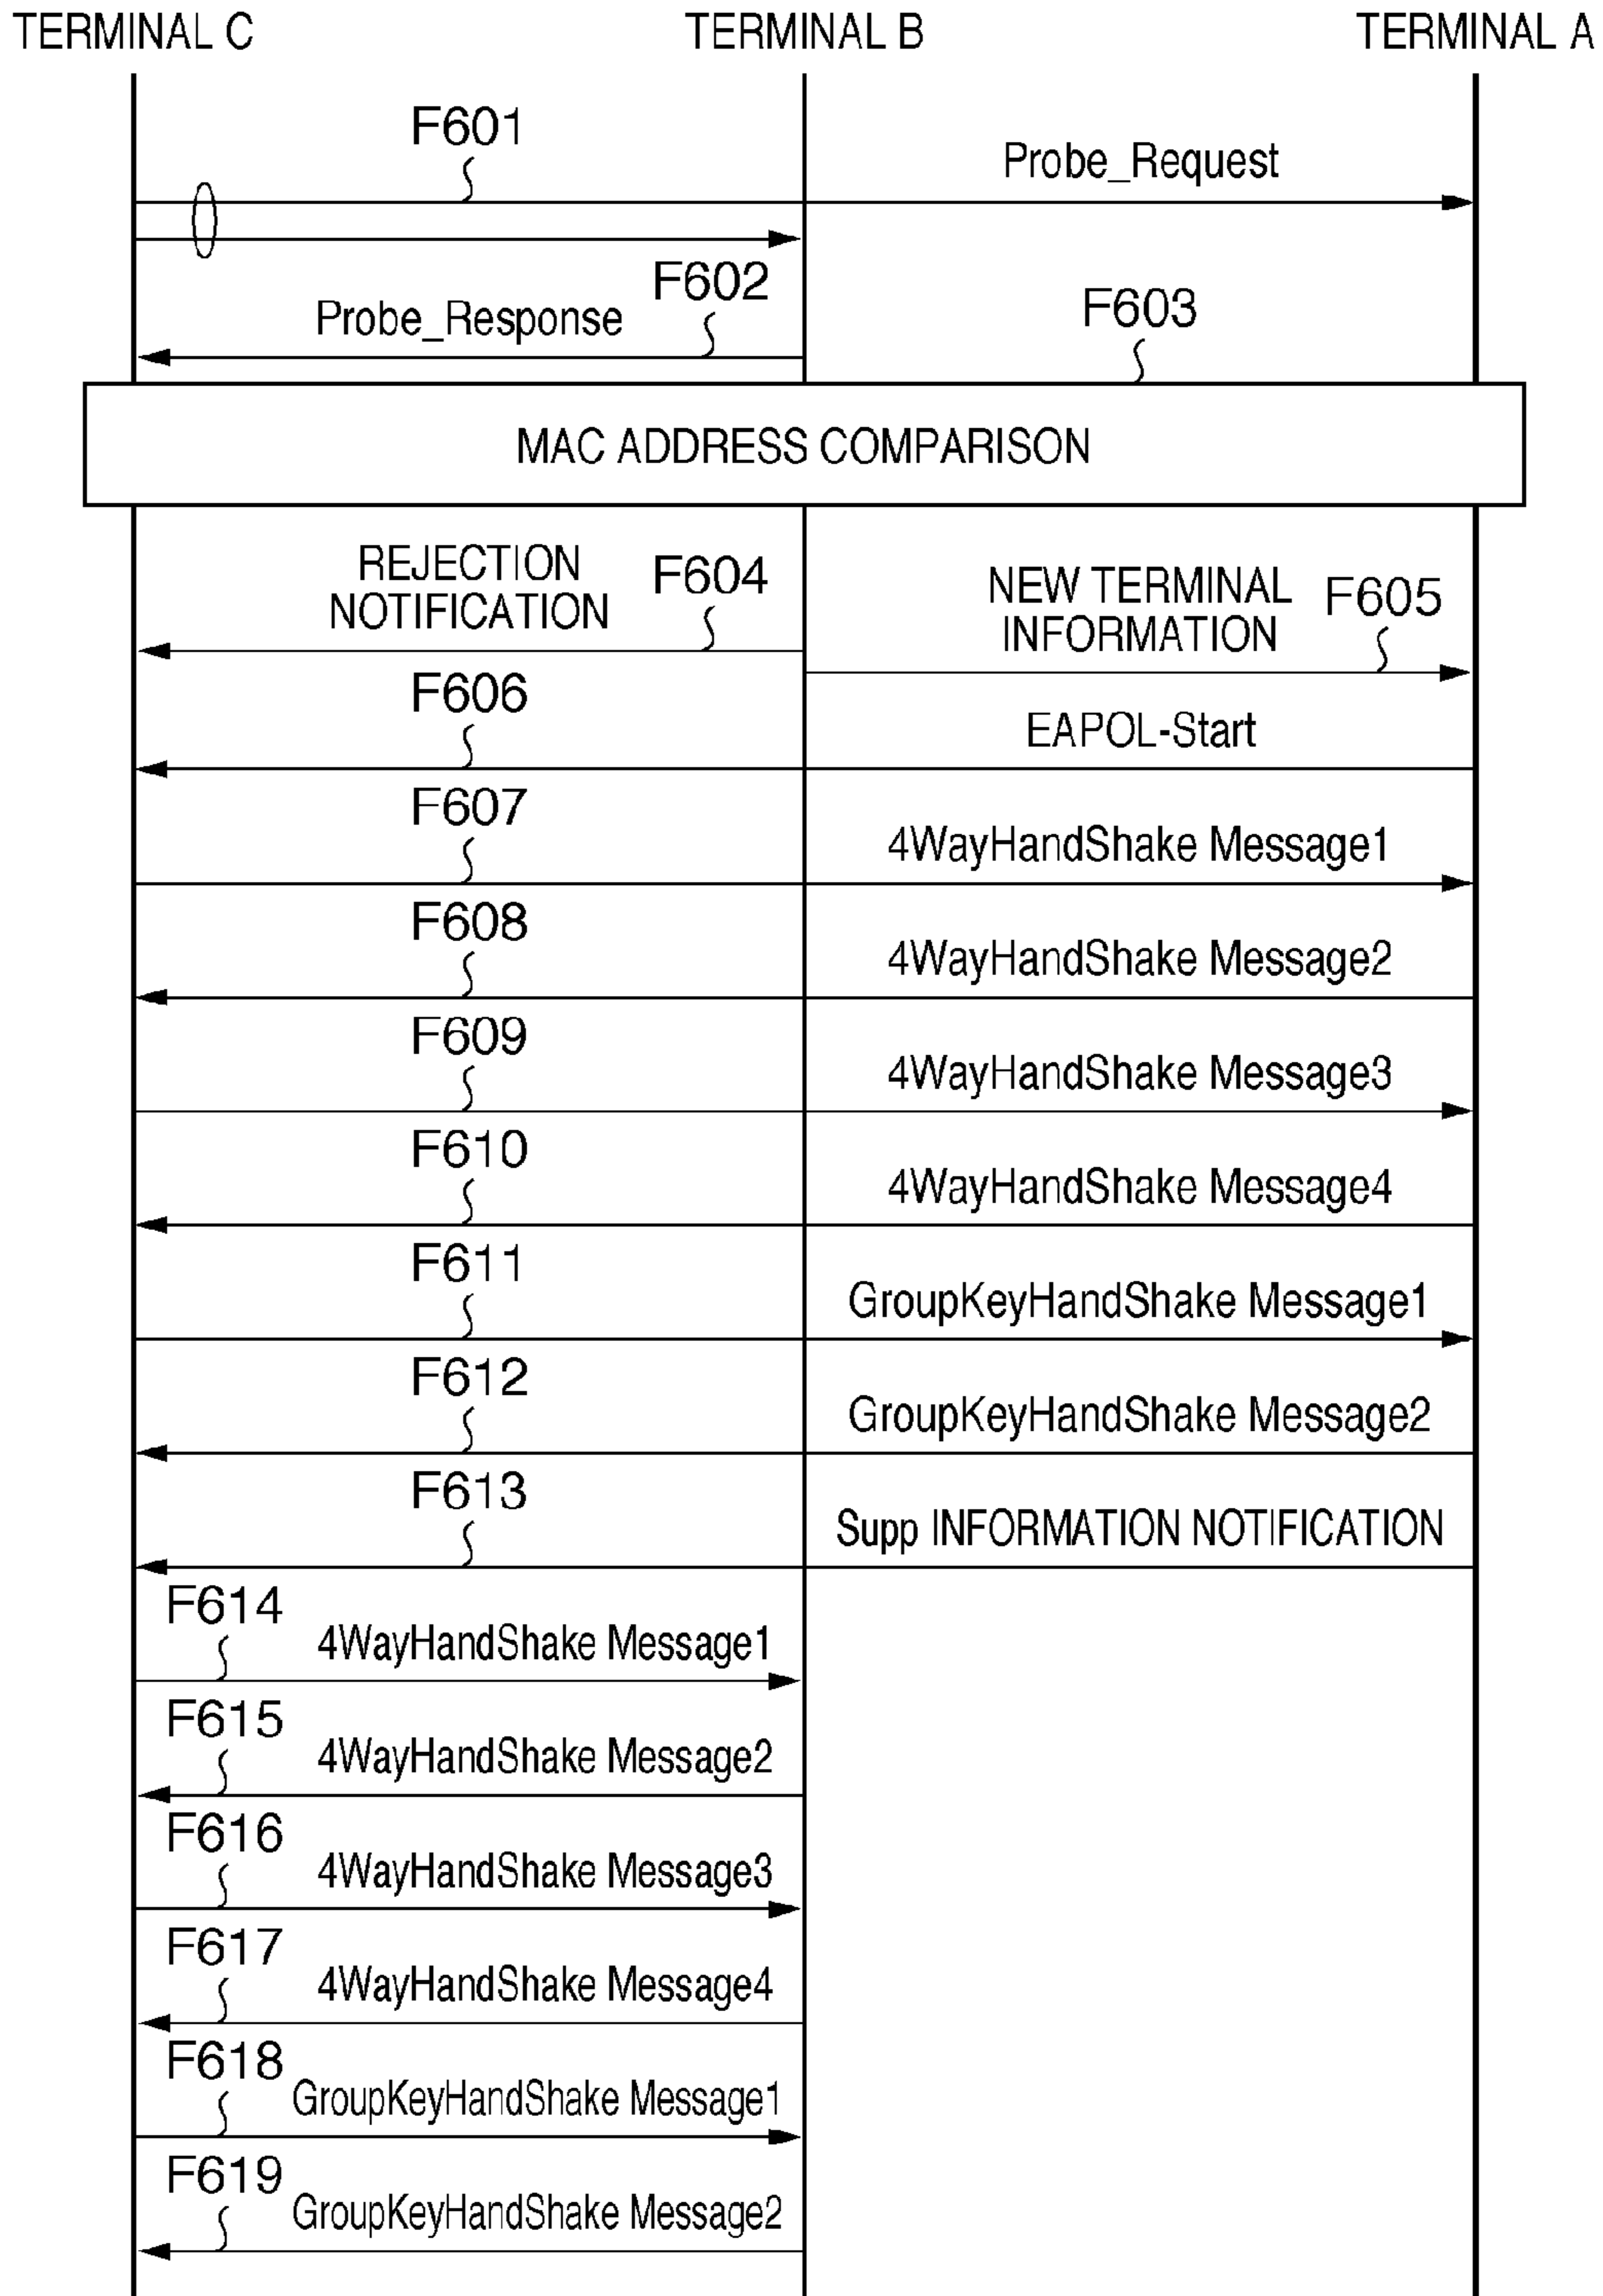 TERMINAL C
TERMINAL B
TERMINAL A
F601
Probe_Request
F602
Probe_Response
F603
MAC ADDRESS COMPARISON
REJECTION
NOTIFICATION
F604
NEW TERMINAL
INFORMATION
F605
F606
EAPOL-Start
F607
4WayHandShake Message1
F608
4WayHandShake Message2
F609
4WayHandShake Message3
F610
4WayHandShake Message4
F611
GroupKeyHandShake Message1
F612
GroupKeyHandShake Message2
F613
Supp INFORMATION NOTIFICATION
F614
4WayHandShake Message1
F615
4WayHandShake Message2
F616
4WayHandShake Message3
F617
4WayHandShake Message4
F618
GroupKeyHandShake Message1
F619
GroupKeyHandShake Message2